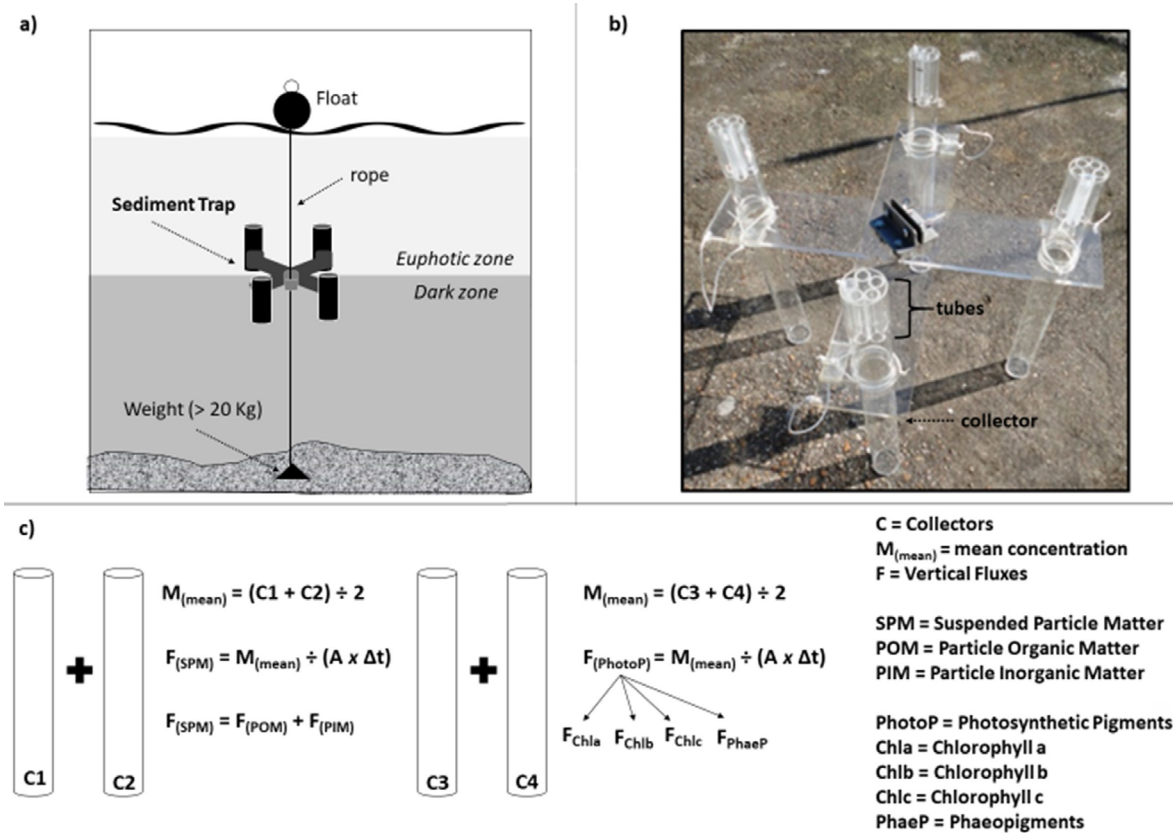 a)
Float
rope
Sediment Trap
Euphotic zone
Dark zone
Weight (> 20 Kg)
b)
tubes
collector
c)
C1
C2
M(mean) = (C1 + C2) ÷ 2
F(SPM) = M(mean) ÷ (A x Δt)
F(SPM) = F(POM) + F(PIM)
C3
C4
M(mean) = (C3 + C4) ÷ 2
F(PhotoP) = M(mean) ÷ (A x Δt)
FChla FChlb FChlc FPhaeP
C = Collectors
M(mean) = mean concentration
F = Vertical Fluxes
SPM = Suspended Particle Matter
POM = Particle Organic Matter
PIM = Particle Inorganic Matter
PhotoP = Photosynthetic Pigments
Chla = Chlorophyll a
Chlb = Chlorophyll b
Chlc = Chlorophyll c
PhaeP = Phaeopigments